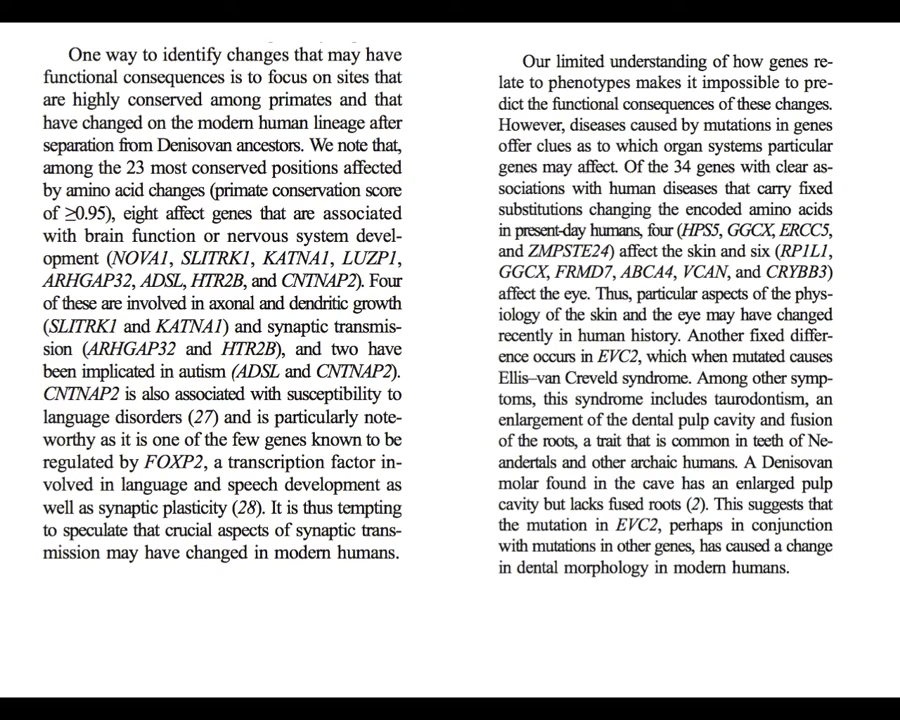 One way to identify changes that may have
functional consequences is to focus on sites that
are highly conserved among primates and that
have changed on the modern human lineage after
separation from Denisovan ancestors. We note that,
among the 23 most conserved positions affected
by amino acid changes (primate conservation score
of ≥0.95), eight affect genes that are associated
with brain function or nervous system devel-
opment (NOVA1, SLITRK1, KATNA1, LUZP1,
ARHGAP32, ADSL, HTR2B, and CNTNAP2). Four
of these are involved in axonal and dendritic growth
(SLITRK1 and KATNA1) and synaptic transmis-
sion (ARHGAP32 and HTR2B), and two have
been implicated in autism (ADSL and CNTNAP2).
CNTNAP2 is also associated with susceptibility to
language disorders (27) and is particularly note-
worthy as it is one of the few genes known to be
regulated by FOXP2, a transcription factor in-
volved in language and speech development as
well as synaptic plasticity (28). It is thus tempting
to speculate that crucial aspects of synaptic trans-
mission may have changed in modern humans.
Our limited understanding of how genes re-
late to phenotypes makes it impossible to pre-
dict the functional consequences of these changes.
However, diseases caused by mutations in genes
offer clues as to which organ systems particular
genes may affect. Of the 34 genes with clear as-
sociations with human diseases that carry fixed
substitutions changing the encoded amino acids
in present-day humans, four (HPS5, GGCX, ERCC5,
and ZMPSTE24) affect the skin and six (RP1L1,
GGCX, FRMD7, ABCA4, VCAN, and CRYBB3)
affect the eye. Thus, particular aspects of the phys-
iology of the skin and the eye may have changed
recently in human history. Another fixed differ-
ence occurs in EVC2, which when mutated causes
Ellis–van Creveld syndrome. Among other symp-
toms, this syndrome includes taurodontism, an
enlargement of the dental pulp cavity and fusion
of the roots, a trait that is common in teeth of Ne-
andertals and other archaic humans. A Denisovan
molar found in the cave has an enlarged pulp
cavity but lacks fused roots (2). This suggests that
the mutation in EVC2, perhaps in conjunction
with mutations in other genes, has caused a change
in dental morphology in modern humans.